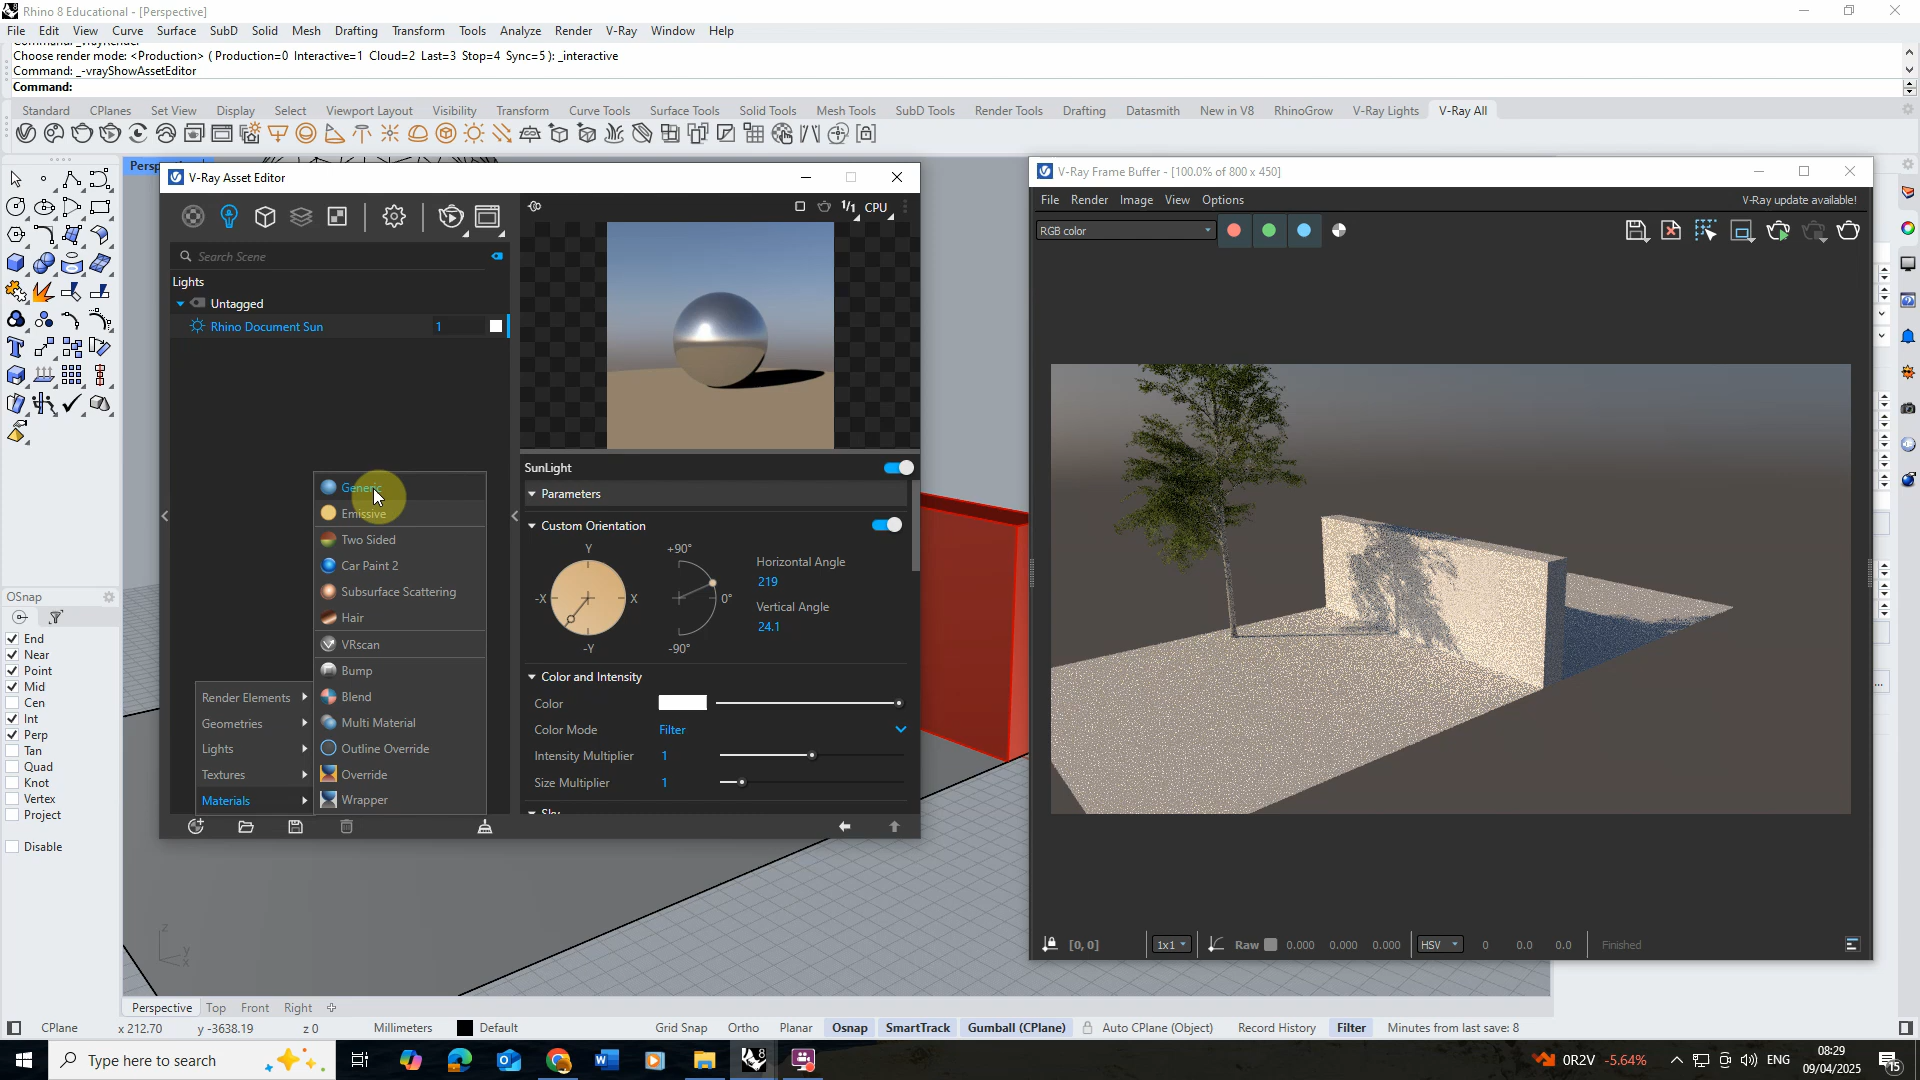 Rhino 8 Educational - [Perspective]
File Edit View Curve Surface SubD Solid Mesh Drafting Transform Tools Analyze Render V-Ray Window Help
Choose render mode: <Production> ( Production=0 Interactive=1 Cloud=2 Last=3 Stop=4 Sync=5 ): _interactive
Command: _-vrayShowAssetEditor
Command:
Standard CPlanes Set View Display Select Viewport Layout Visibility Transform Curve Tools Surface Tools Solid Tools Mesh Tools SubD Tools Render Tools Drafting Datasmith New in V8 RhinoGrow V-Ray Lights V-Ray All
V-Ray Asset Editor
1/1 CPU
Search Scene
Lights
Untagged
Rhino Document Sun 1
Generic
Emissive
Two Sided
Car Paint 2
Subsurface Scattering
Hair
VRscan
Bump
Blend
Multi Material
Outline Override
Override
Wrapper
Render Elements
Geometries
Lights
Textures
Materials
SunLight
Parameters
Custom Orientation
Y
X
-Y
-X
+90°
0°
-90°
Horizontal Angle
219
Vertical Angle
24.1
Color and Intensity
Color
Color Mode Filter
Intensity Multiplier 1
Size Multiplier 1
V-Ray Frame Buffer - [100.0% of 800 x 450]
File Render Image View Options V-Ray update available!
RGB color
[0, 0] 1x1 Raw 0.000 0.000 0.000 HSV 0 0.0 0.0 Finished
OSnap
End
Near
Point
Mid
Cen
Int
Perp
Tan
Quad
Knot
Vertex
Project
Disable
z
y
x
Perspective Top Front Right
CPlane x 212.70 y -3638.19 z 0 Millimeters Default Grid Snap Ortho Planar Osnap SmartTrack Gumball (CPlane) Auto CPlane (Object) Record History Filter Minutes from last save: 8
Type here to search
0R2V -5.64% ENG 08:29
09/04/2025
15